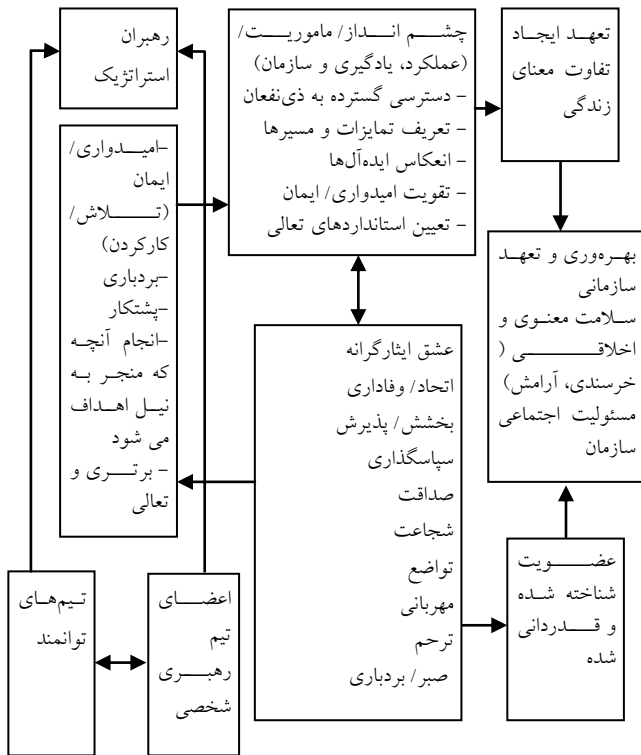 رهبران
استراتژیک
-امیدواری/
ایمان
(تلاش/
کارکردن)
-بردباری
-پشتکار
-انجام آنچه
که منجر به
نیل اهداف
می شود
- برتری و
تعالی
تیم‌های
توانمند
اعضای
تیم
رهبری
شخصی
چشم انداز/ ماموریت/
(عملکرد، یادگیری و سازمان)
- دسترسی گسترده به ذی‌نفعان
- تعریف تمایزات و مسیرها
- انعکاس ایده‌آل‌ها
- تقویت امیدواری/ ایمان
- تعیین استانداردهای تعالی
عشق ایثارگرانه
اتحاد/ وفاداری
بخشش/ پذیرش
سپاسگذاری
صداقت
شجاعت
تواضع
مهربانی
ترحم
صبر/ بردباری
تعهد ایجاد
تفاوت معنای
زندگی
بهره‌وری و تعهد
سازمانی
سلامت معنوی و
اخلاقی (
خرسندی، آرامش)
مسئولیت اجتماعی
سازمان
عضویت
شناخته شده
و قدردانی
شده